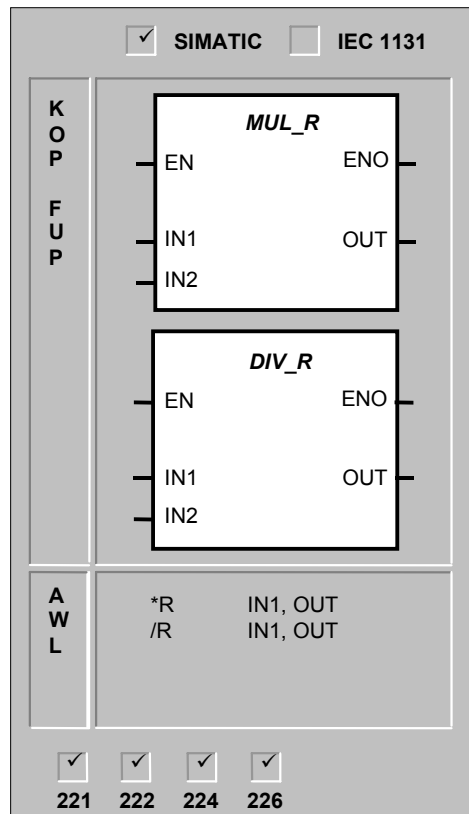 SIMATIC IEC 1131
K
O
P
F
U
P
MUL_R
EN ENO
IN1 OUT
IN2
DIV_R
EN ENO
IN1 OUT
IN2
A
W
L
*R IN1, OUT
/R IN1, OUT
221 222 224 226